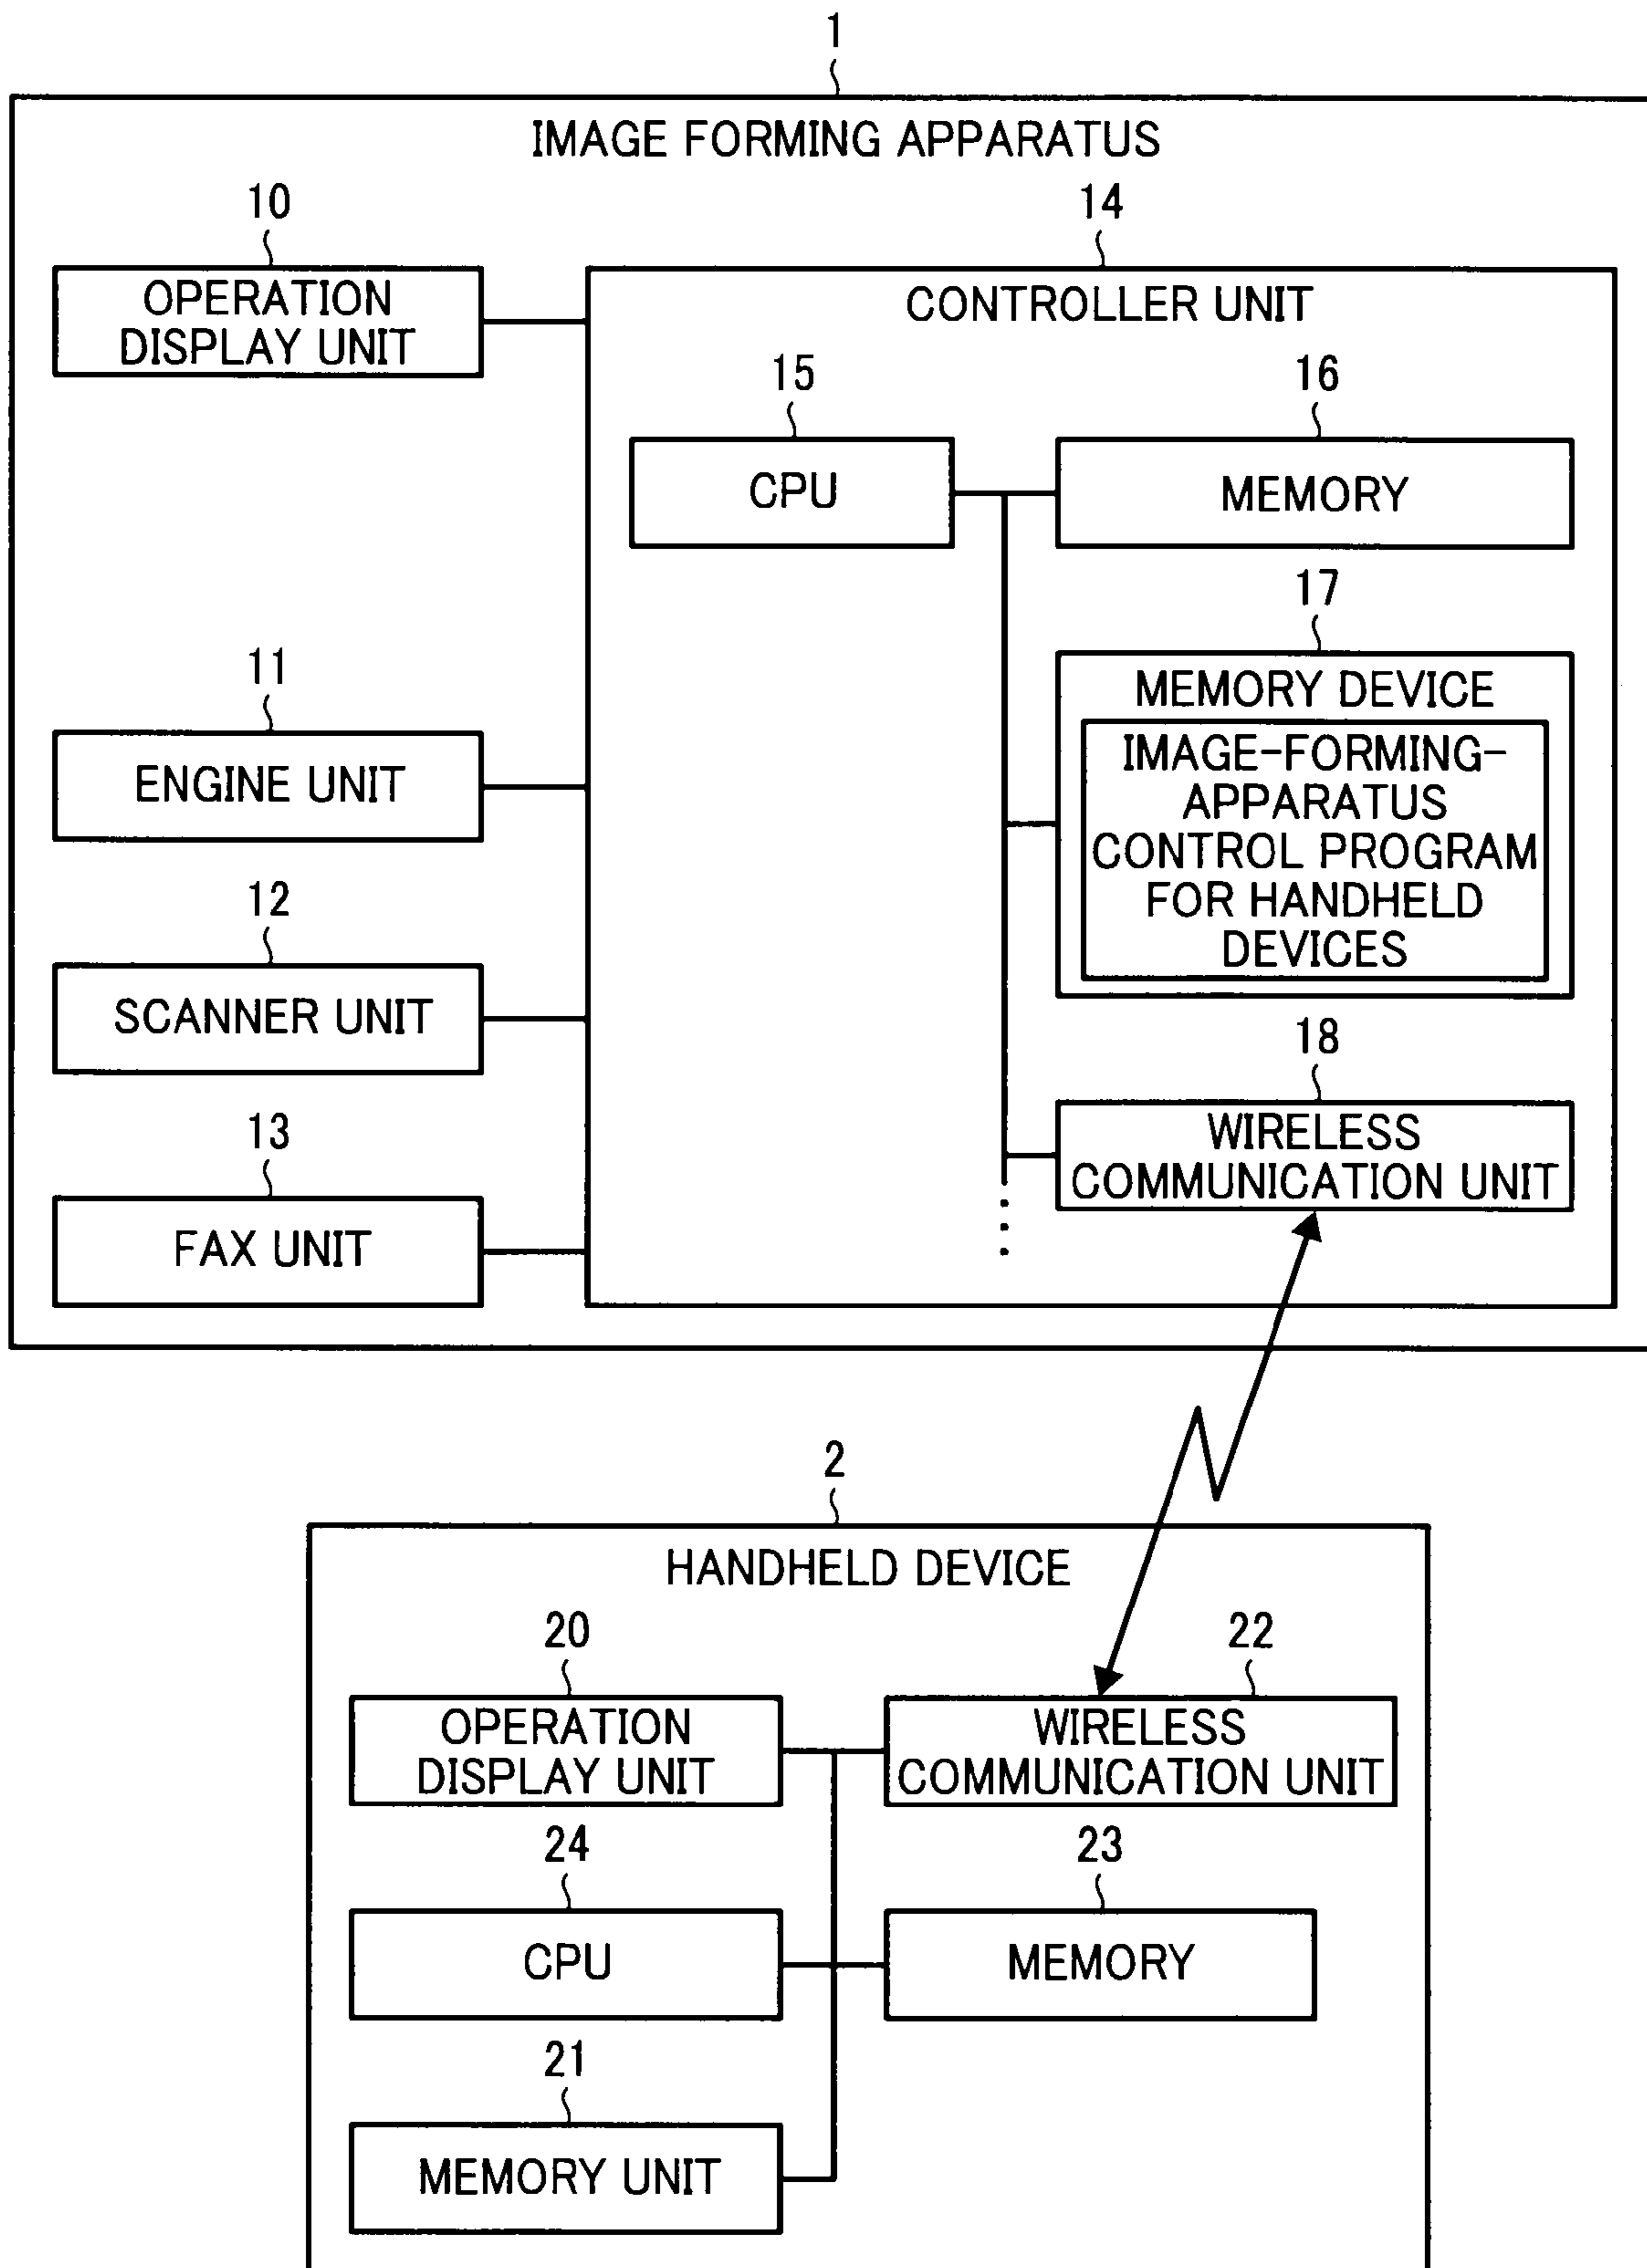 1
IMAGE FORMING APPARATUS
10
OPERATION
DISPLAY UNIT
14
CONTROLLER UNIT
15
CPU
16
MEMORY
17
MEMORY DEVICE
IMAGE-FORMING-
APPARATUS
CONTROL PROGRAM
FOR HANDHELD
DEVICES
11
ENGINE UNIT
12
SCANNER UNIT
18
WIRELESS
COMMUNICATION UNIT
13
FAX UNIT
2
HANDHELD DEVICE
20
OPERATION
DISPLAY UNIT
22
WIRELESS
COMMUNICATION UNIT
24
CPU
23
MEMORY
21
MEMORY UNIT